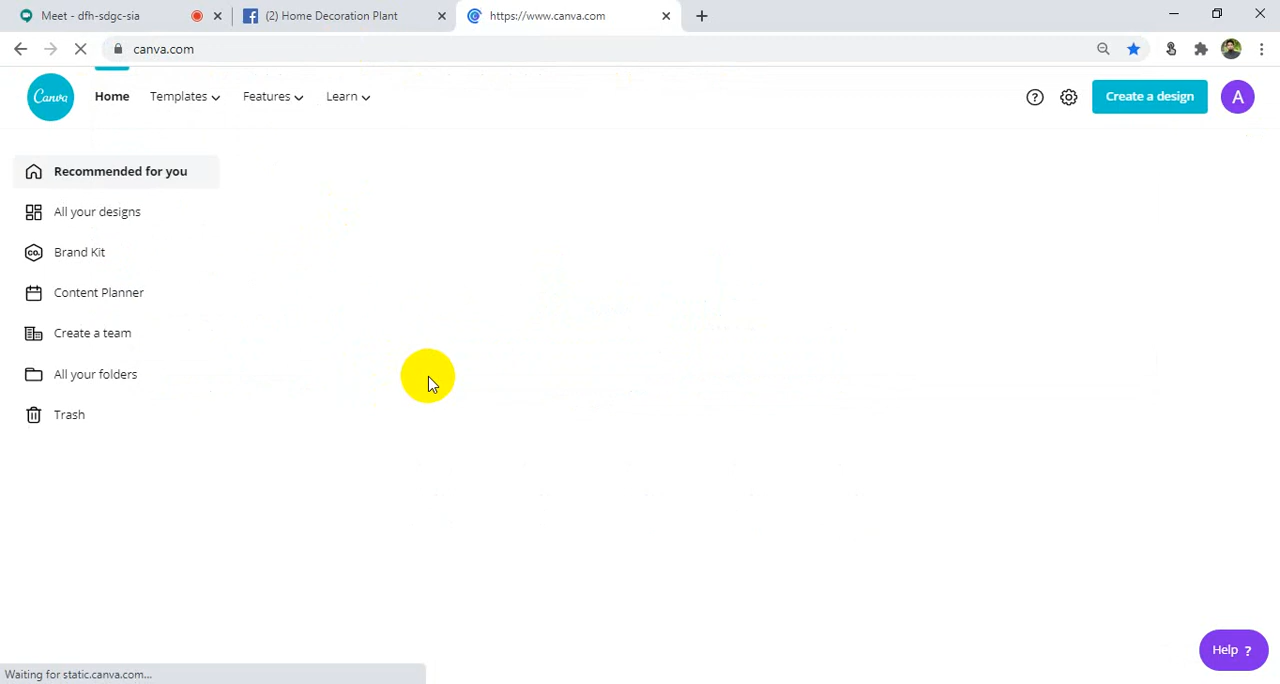 Meet - dfh-sdgc-sia
(2) Home Decoration Plant
https://www.canva.com
canva.com
Canva
Home
Templates
Features
Learn
Create a design
A
Recommended for you
All your designs
CO.
Brand Kit
Content Planner
Create a team
All your folders
Trash
Help ?
Waiting for static.canva.com...